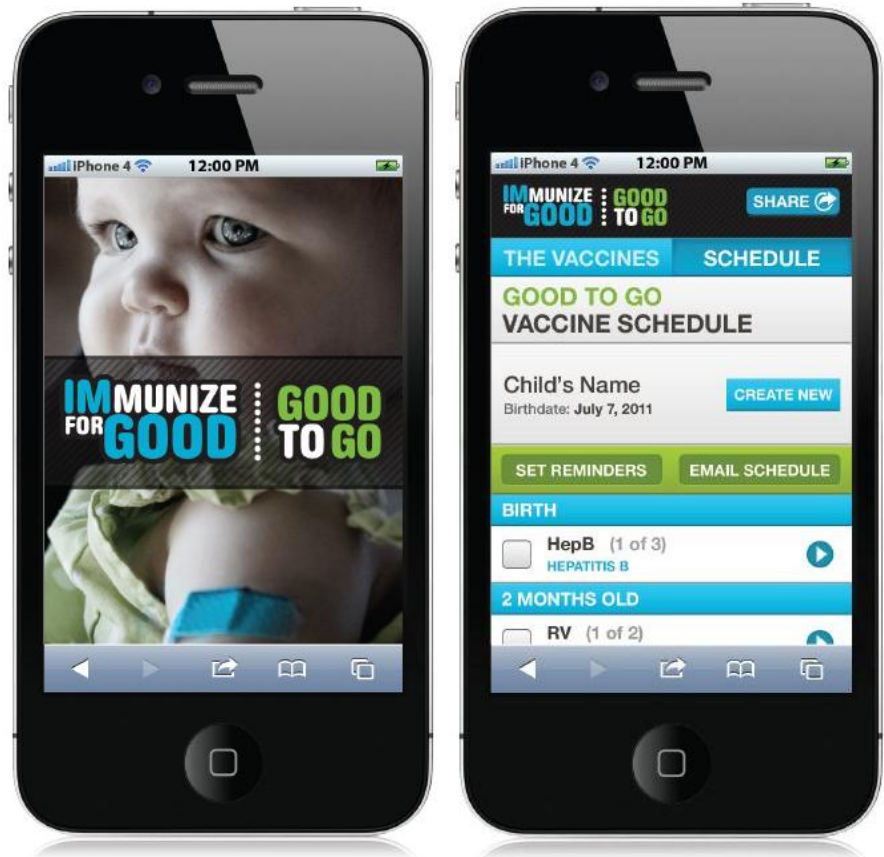 iPhone 4 12:00 PM
IMMUNIZE GOOD
FOR GOOD TO GO
iPhone 4 12:00 PM
IMMUNIZE GOOD
FOR GOOD TO GO
SHARE
THE VACCINES SCHEDULE
GOOD TO GO
VACCINE SCHEDULE
Child's Name
Birthdate: July 7, 2011
CREATE NEW
SET REMINDERS EMAIL SCHEDULE
BIRTH
HepB (1 of 3)
HEPATITIS B
2 MONTHS OLD
RV (1 of 2)